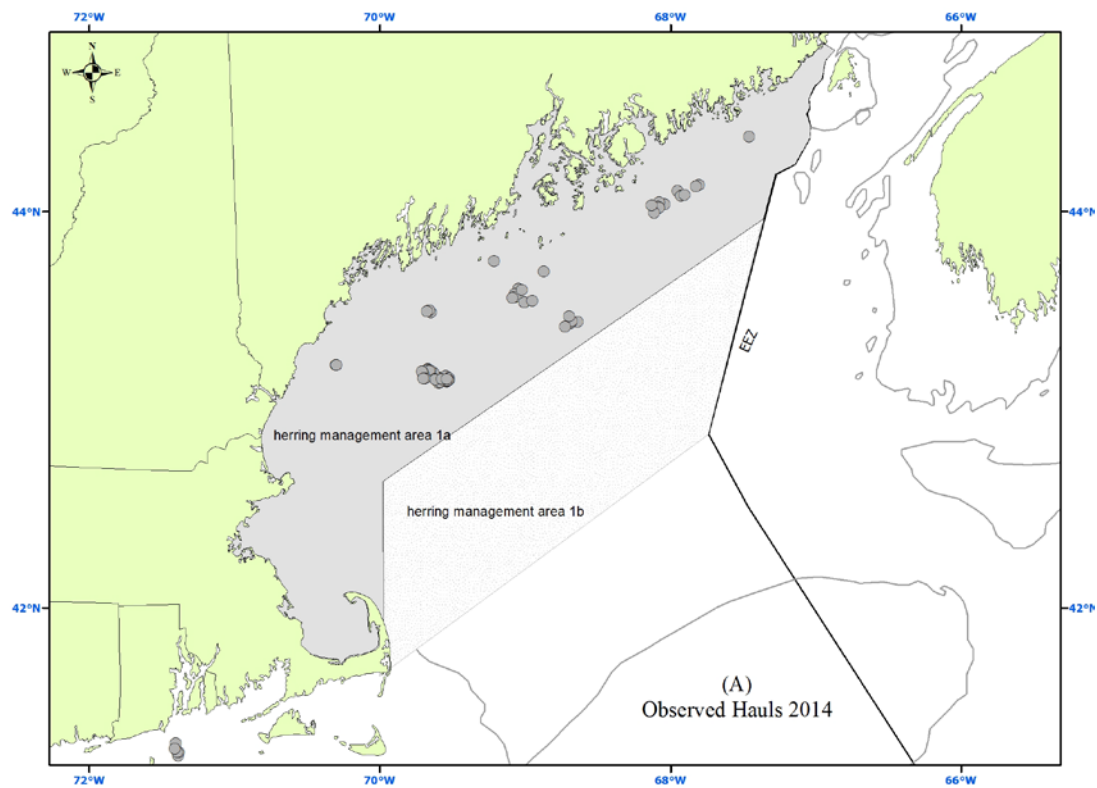 72°W 70°W 68°W 66°W
N
W E
S
44°N 44°N
EEZ
herring management area 1a
herring management area 1b
42°N 42°N
(A)
Observed Hauls 2014
72°W 70°W 68°W 66°W